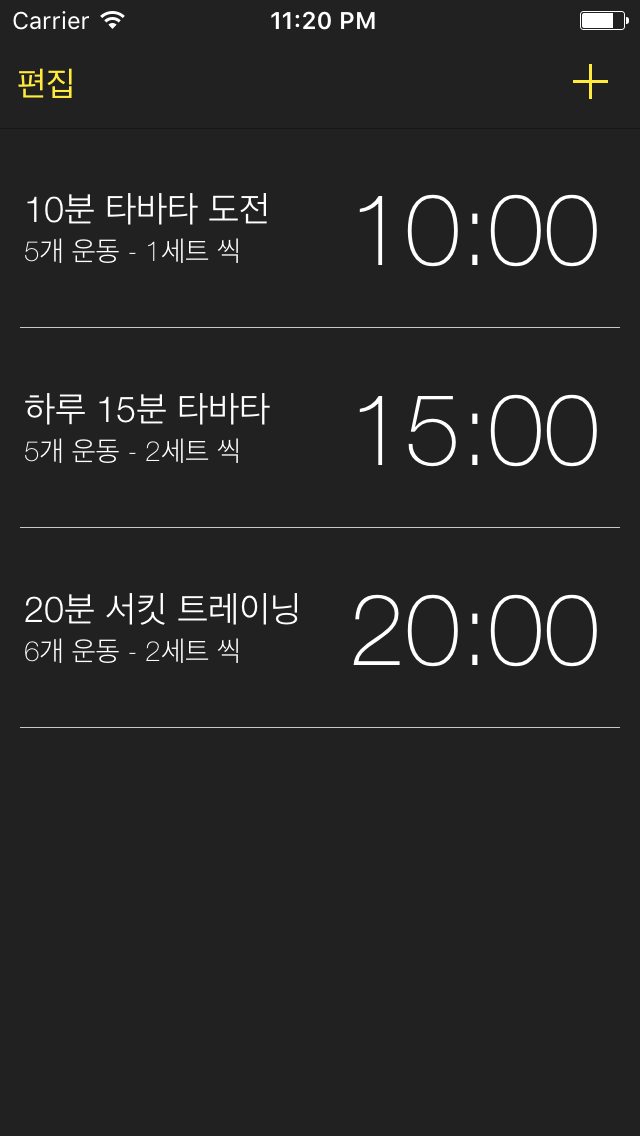 Carrier 11:20 PM
편집 +
10분 타바타 도전 10:00
5개 운동 - 1세트 씩
하루 15분 타바타 15:00
5개 운동 - 2세트 씩
20분 서킷 트레이닝 20:00
6개 운동 - 2세트 씩